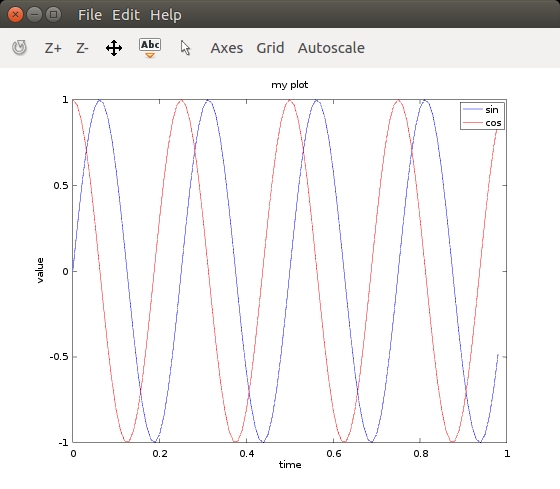 File Edit Help
Z+ Z- Abc Axes Grid Autoscale
my plot
sin
cos
1
0.5
0
-0.5
-1
value
0 0.2 0.4 0.6 0.8 1
time